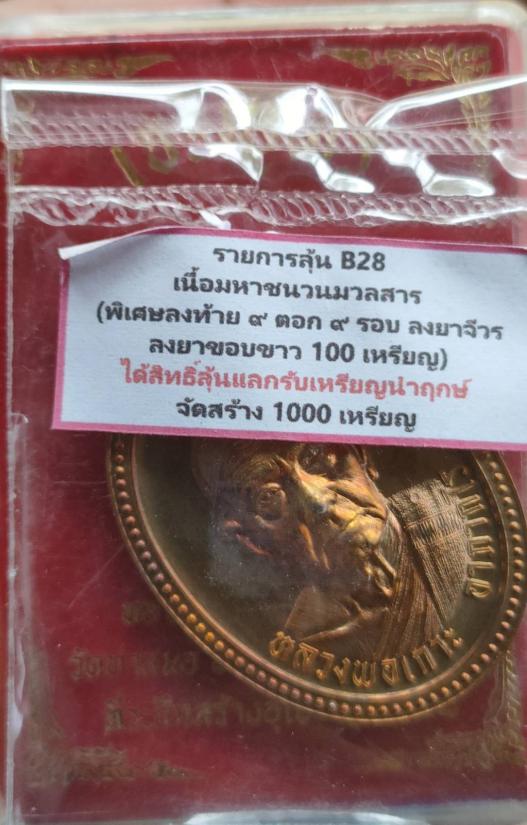 รายการลุ้น B28
เนื้อมหาชนวนมวลสาร
(พิเศษลงท้าย ๙ ตอก ๙ รอบ ลงยาจีวร
ลงยาขอบขาว 100 เหรียญ)
ได้สิทธิ์ลุ้นแลกรับเหรียญนำฤกษ์
จัดสร้าง 1000 เหรียญ
หลวงพ่อเกาะ